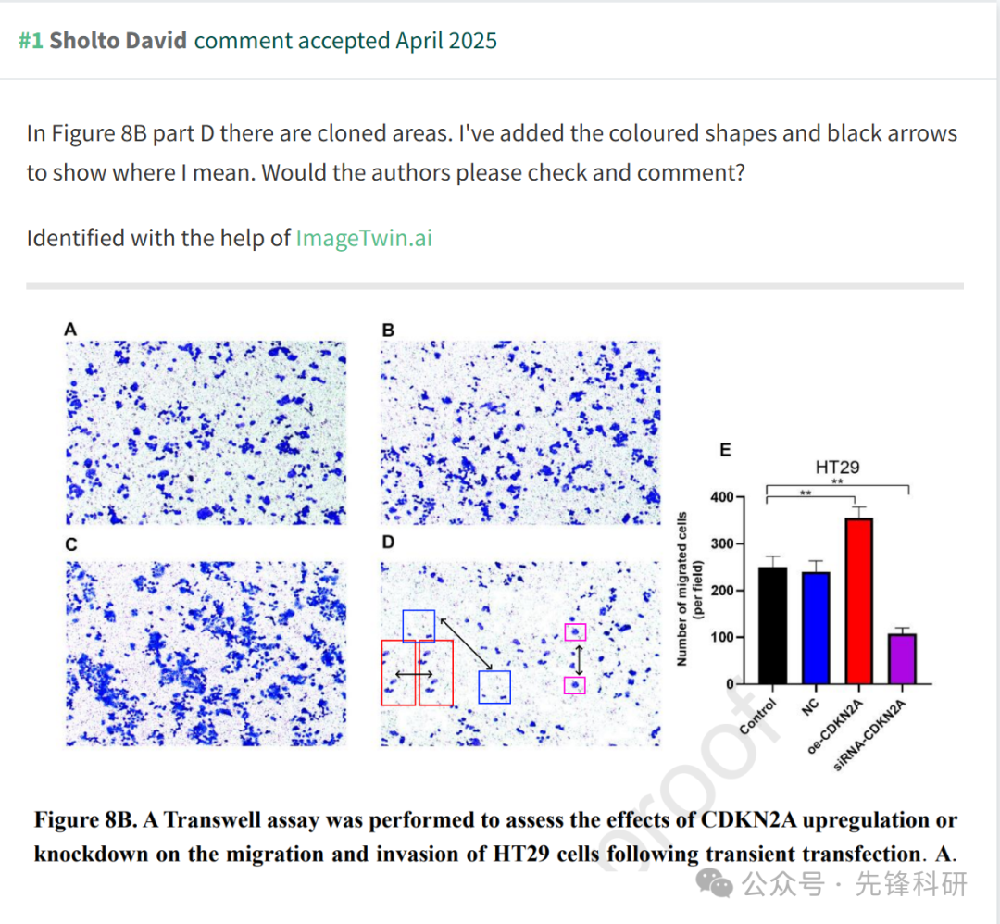 #1 Sholto David comment accepted April 2025
In Figure 8B part D there are cloned areas. I've added the coloured shapes and black arrows
to show where I mean. Would the authors please check and comment?
Identified with the help of ImageTwin.ai
A
B
C
D
E
HT29
**
**
Number of migrated cells
(per field)
400
300
200
100
0
Control
NC
oe-CDKN2A
siRNA-CDKN2A
proof
Figure 8B. A Transwell assay was performed to assess the effects of CDKN2A upregulation or
knockdown on the migration and invasion of HT29 cells following transient transfection. A.
公众号 · 先锋科研